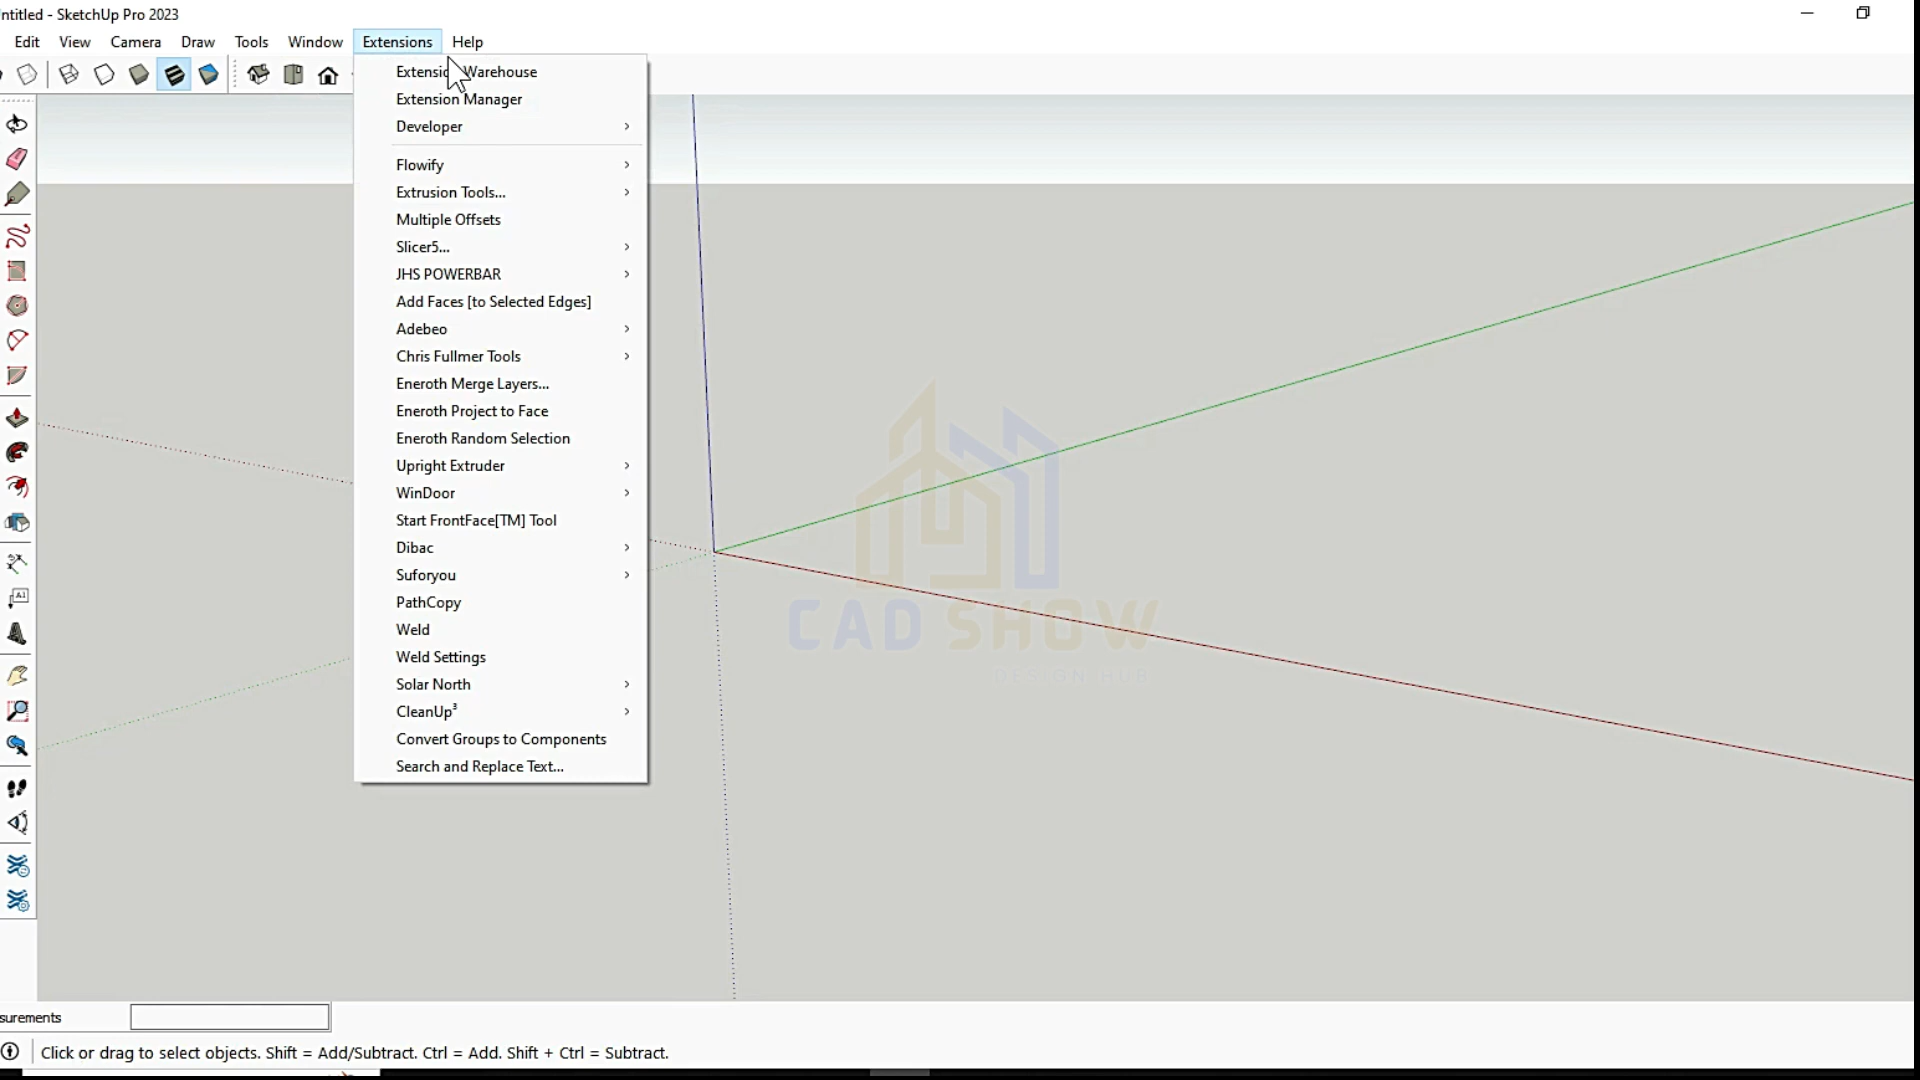 ntitled - SketchUp Pro 2023
Edit View Camera Draw Tools Window Extensions Help
Extension Warehouse
Extension Manager
Developer
Flowify
Extrusion Tools...
Multiple Offsets
Slicer5...
JHS POWERBAR
Add Faces [to Selected Edges]
Adebeo
Chris Fullmer Tools
Eneroth Merge Layers...
Eneroth Project to Face
Eneroth Random Selection
Upright Extruder
WinDoor
Start FrontFace[TM] Tool
Dibac
Suforyou
PathCopy
Weld
Weld Settings
Solar North
CleanUp³
Convert Groups to Components
Search and Replace Text...
A1
CAD SHOW
DESIGN HUB
surements
Click or drag to select objects. Shift = Add/Subtract. Ctrl = Add. Shift + Ctrl = Subtract.